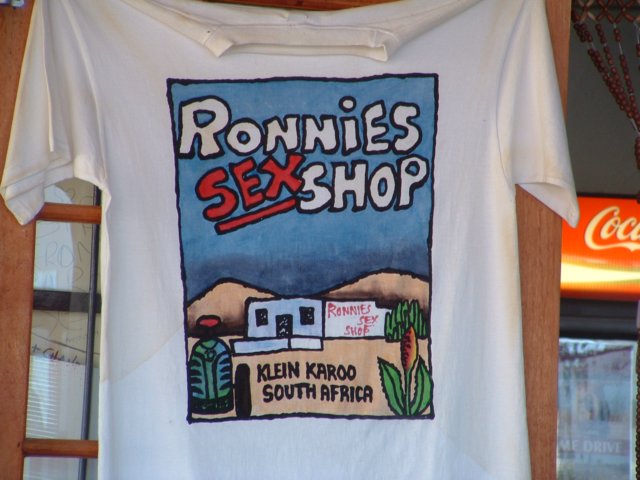 RONNiES
SEX SHOP
RONNIES
SEX
SHOP
KLEIN KAROO
SOUTH AFRICA
Coca
ME DRIVE